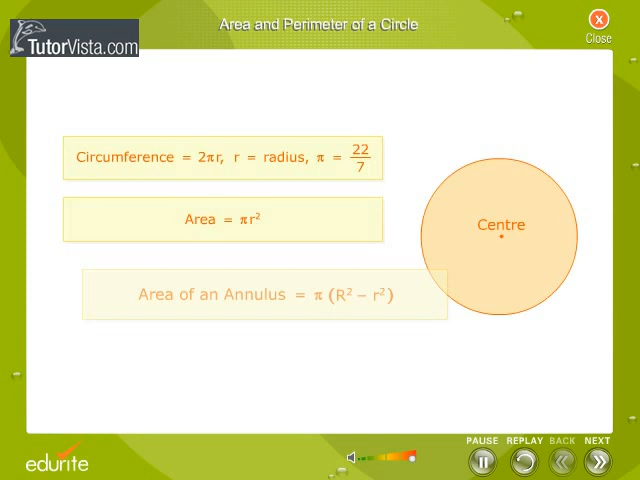 Area and Perimeter of a Circle
x
Close
TutorVista.com
Circumference = 2πr, r = radius, π = 22/7
Area = πr²
Centre
Area of an Annulus = π (R² – r²)
PAUSE REPLAY BACK NEXT
edurite